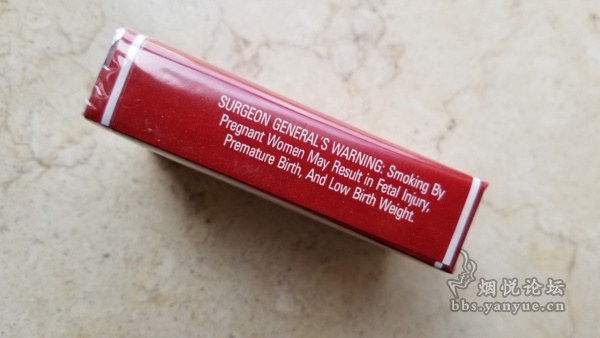 SURGEON GENERAL'S WARNING: Smoking By
Pregnant Women May Result in Fetal Injury,
Premature Birth, And Low Birth Weight.
烟悦论坛
bbs.yanyue.cn